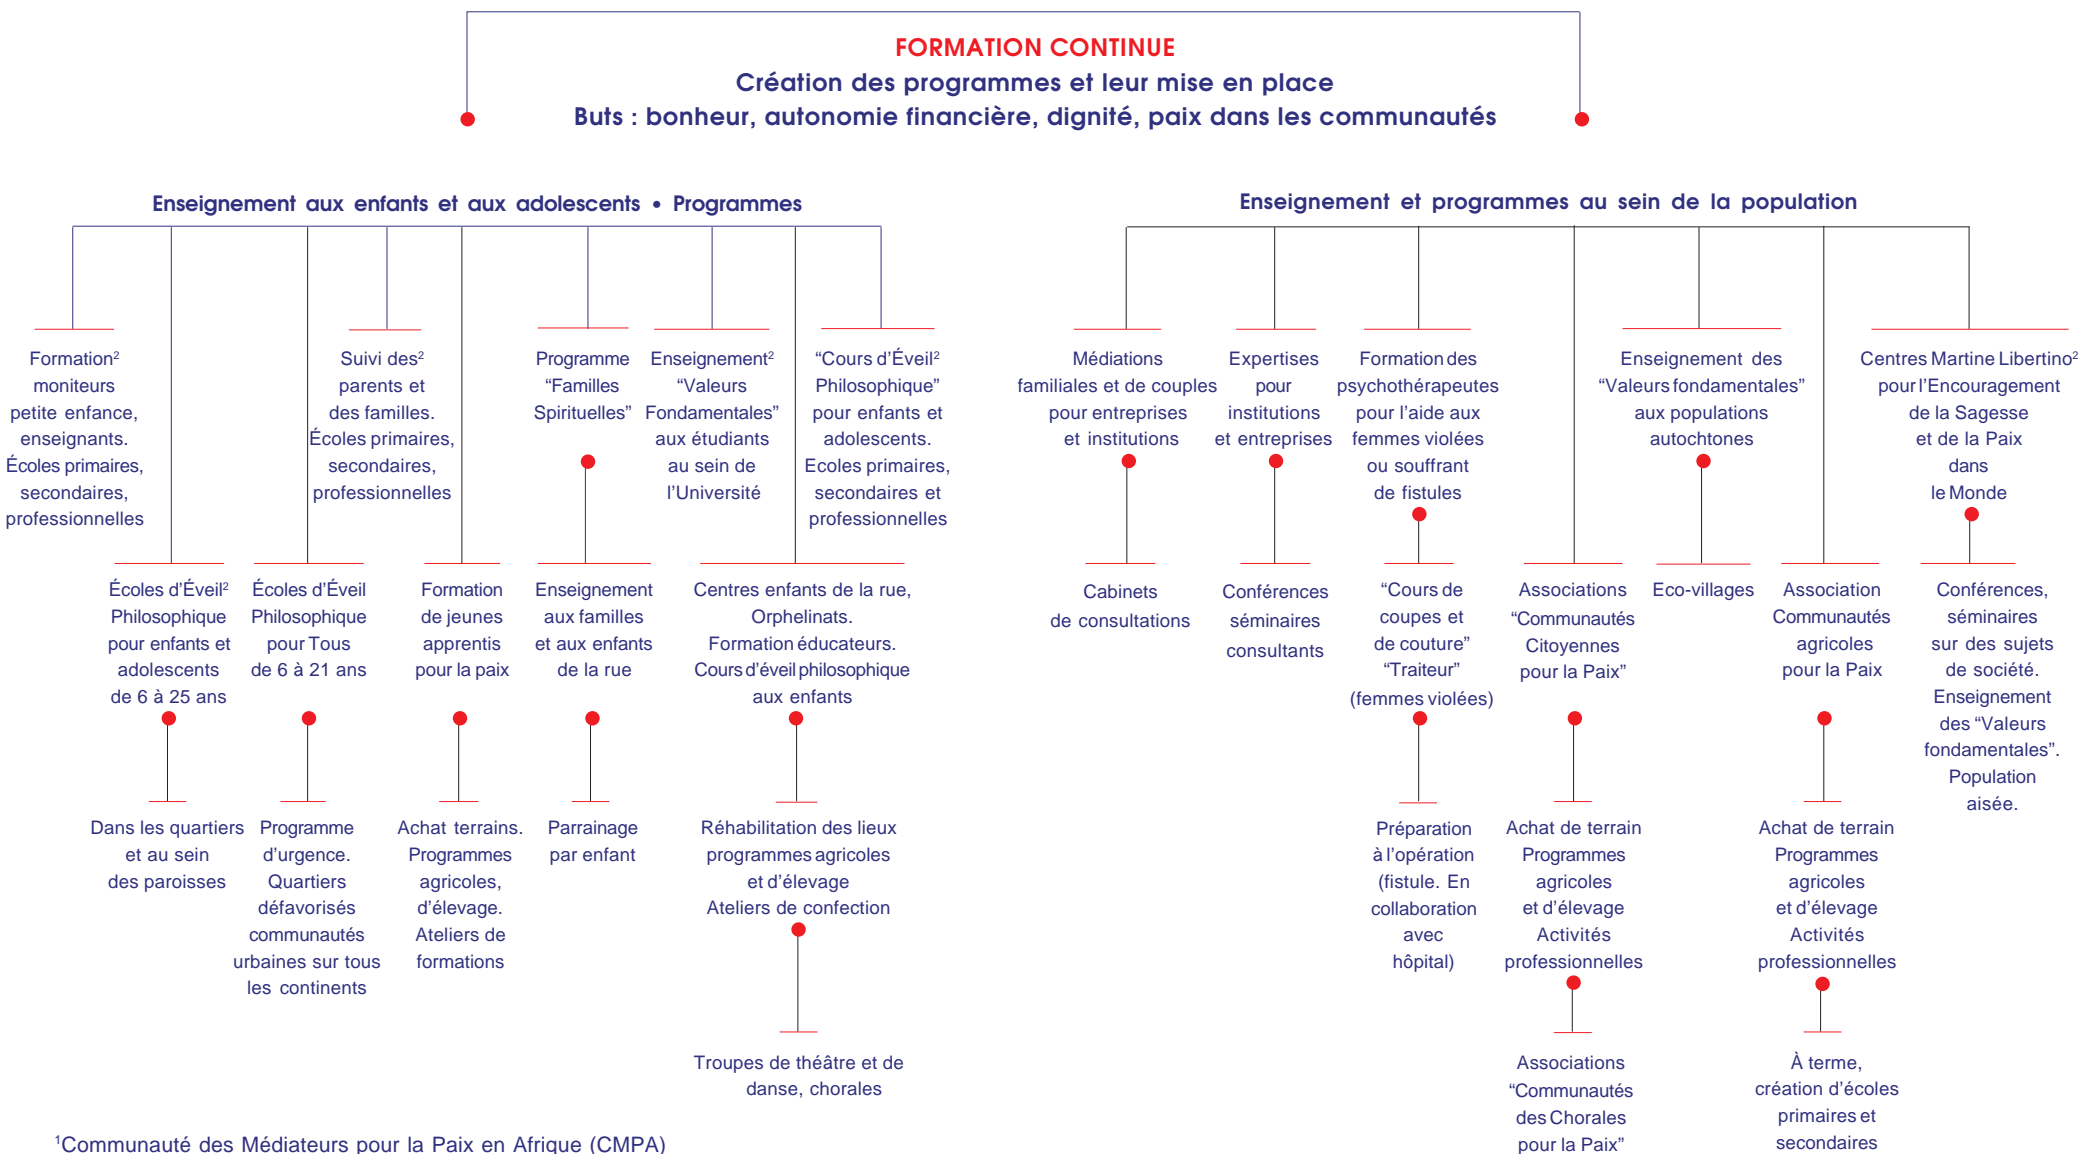 FORMATION CONTINUE
Création des programmes et leur mise en place
Buts : bonheur, autonomie financière, dignité, paix dans les communautés
Enseignement aux enfants et aux adolescents • Programmes
Formation²
moniteurs
petite enfance,
enseignants.
Écoles primaires,
secondaires,
professionnelles
Suivi des²
parents et
des familles.
Écoles primaires,
secondaires,
professionnelles
Programme
“Familles
Spirituelles”
Enseignement²
“Valeurs
Fondamentales”
aux étudiants
au sein de
l’Université
“Cours d’Éveil²
Philosophique”
pour enfants et
adolescents.
Ecoles primaires,
secondaires et
professionnelles
Écoles d’Éveil²
Philosophique
pour enfants et
adolescents
de 6 à 25 ans
Écoles d’Éveil
Philosophique
pour Tous
de 6 à 21 ans
Formation
de jeunes
apprentis
pour la paix
Enseignement
aux familles
et aux enfants
de la rue
Centres enfants de la rue,
Orphelinats.
Formation éducateurs.
Cours d’éveil philosophique
aux enfants
Dans les quartiers
et au sein
des paroisses
Programme
d’urgence.
Quartiers
défavorisés
communautés
urbaines sur tous
les continents
Achat terrains.
Programmes
agricoles,
d’élevage.
Ateliers de
formations
Parrainage
par enfant
Réhabilitation des lieux
programmes agricoles
et d’élevage
Ateliers de confection
Troupes de théâtre et de
danse, chorales
Enseignement et programmes au sein de la population
Médiations
familiales et de couples
pour entreprises
et institutions
Expertises
pour
institutions
et entreprises
Formation des
psychothérapeutes
pour l’aide aux
femmes violées
ou souffrant
de fistules
Enseignement des
“Valeurs fondamentales”
aux populations
autochtones
Centres Martine Libertino²
pour l’Encouragement
de la Sagesse
et de la Paix
dans
le Monde
Cabinets
de consultations
Conférences
séminaires
consultants
“Cours de
coupes et
de couture”
“Traiteur”
(femmes violées)
Associations
“Communautés
Citoyennes
pour la Paix”
Eco-villages
Association
Communautés
agricoles
pour la Paix
Conférences,
séminaires
sur des sujets
de société.
Enseignement
des “Valeurs
fondamentales”.
Population
aisée.
Préparation
à l’opération
(fistule. En
collaboration
avec
hôpital)
Achat de terrain
Programmes
agricoles
et d’élevage
Activités
professionnelles
Achat de terrain
Programmes
agricoles
et d’élevage
Activités
professionnelles
Associations
“Communautés
des Chorales
pour la Paix”
À terme,
création d’écoles
primaires et
secondaires
¹Communauté des Médiateurs pour la Paix en Afrique (CMPA)